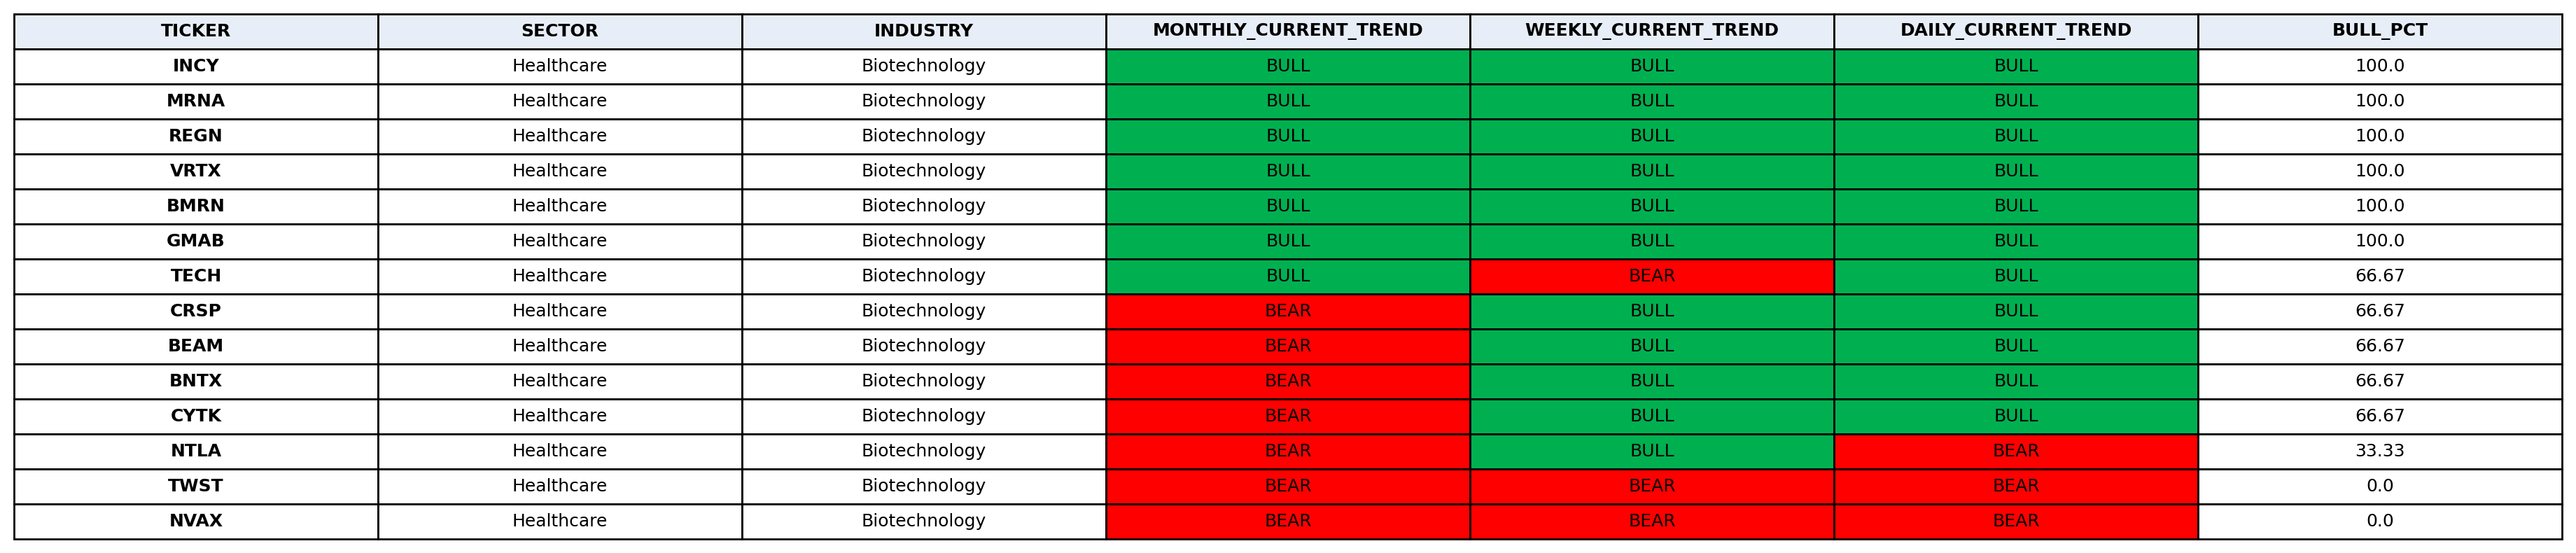 TICKER SECTOR INDUSTRY MONTHLY_CURRENT_TREND WEEKLY_CURRENT_TREND DAILY_CURRENT_TREND BULL_PCT
INCY Healthcare Biotechnology BULL BULL BULL 100.0
MRNA Healthcare Biotechnology BULL BULL BULL 100.0
REGN Healthcare Biotechnology BULL BULL BULL 100.0
VRTX Healthcare Biotechnology BULL BULL BULL 100.0
BMRN Healthcare Biotechnology BULL BULL BULL 100.0
GMAB Healthcare Biotechnology BULL BULL BULL 100.0
TECH Healthcare Biotechnology BULL BEAR BULL 66.67
CRSP Healthcare Biotechnology BEAR BULL BULL 66.67
BEAM Healthcare Biotechnology BEAR BULL BULL 66.67
BNTX Healthcare Biotechnology BEAR BULL BULL 66.67
CYTK Healthcare Biotechnology BEAR BULL BULL 66.67
NTLA Healthcare Biotechnology BEAR BULL BEAR 33.33
TWST Healthcare Biotechnology BEAR BEAR BEAR 0.0
NVAX Healthcare Biotechnology BEAR BEAR BEAR 0.0